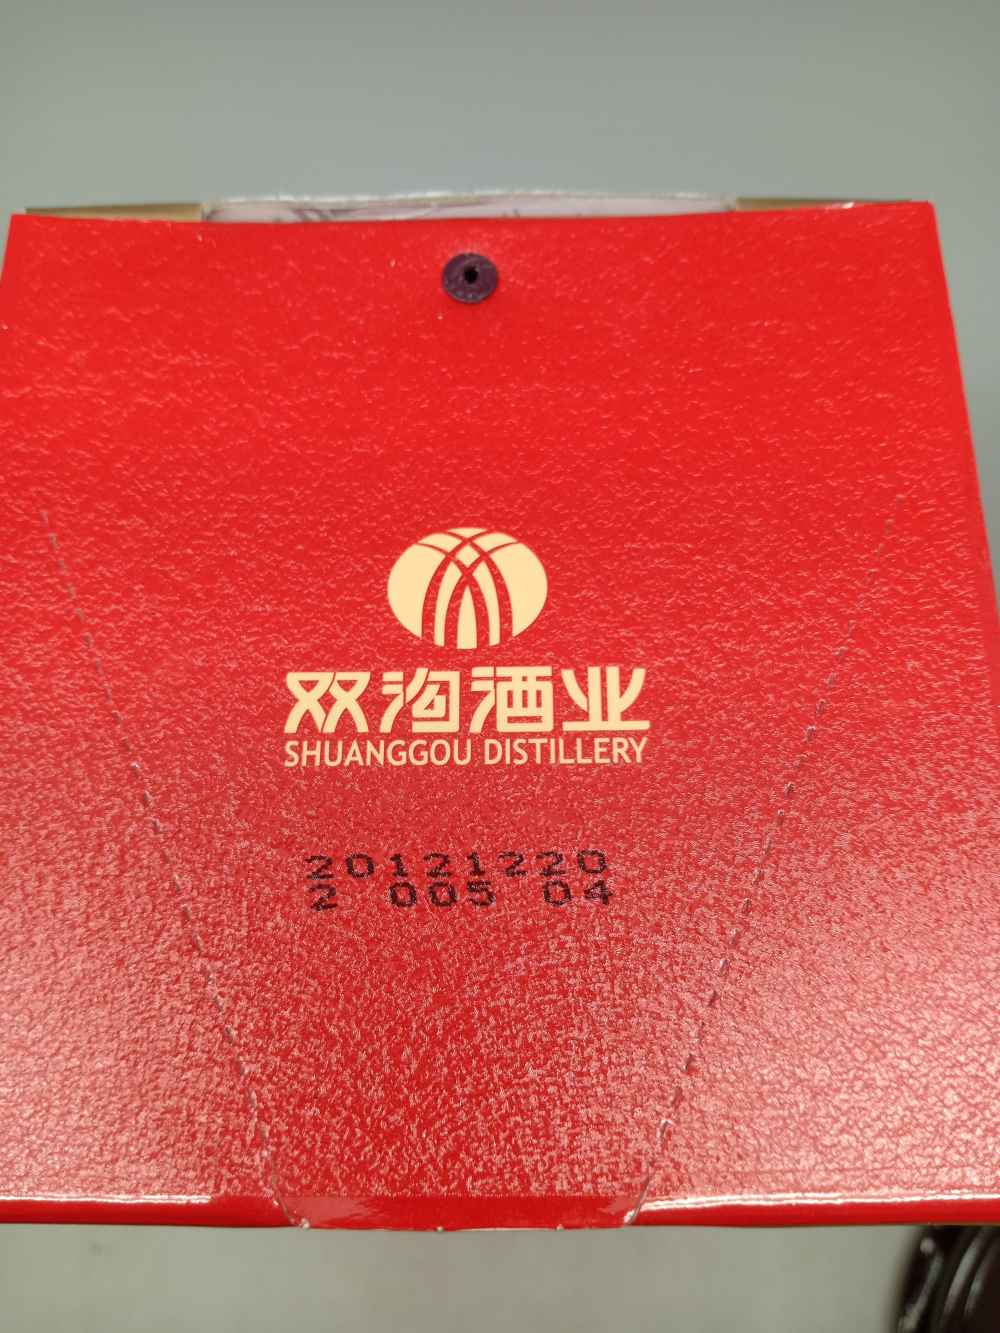 双沟酒业
SHUANGGOU DISTILLERY
20121220
2 005 04